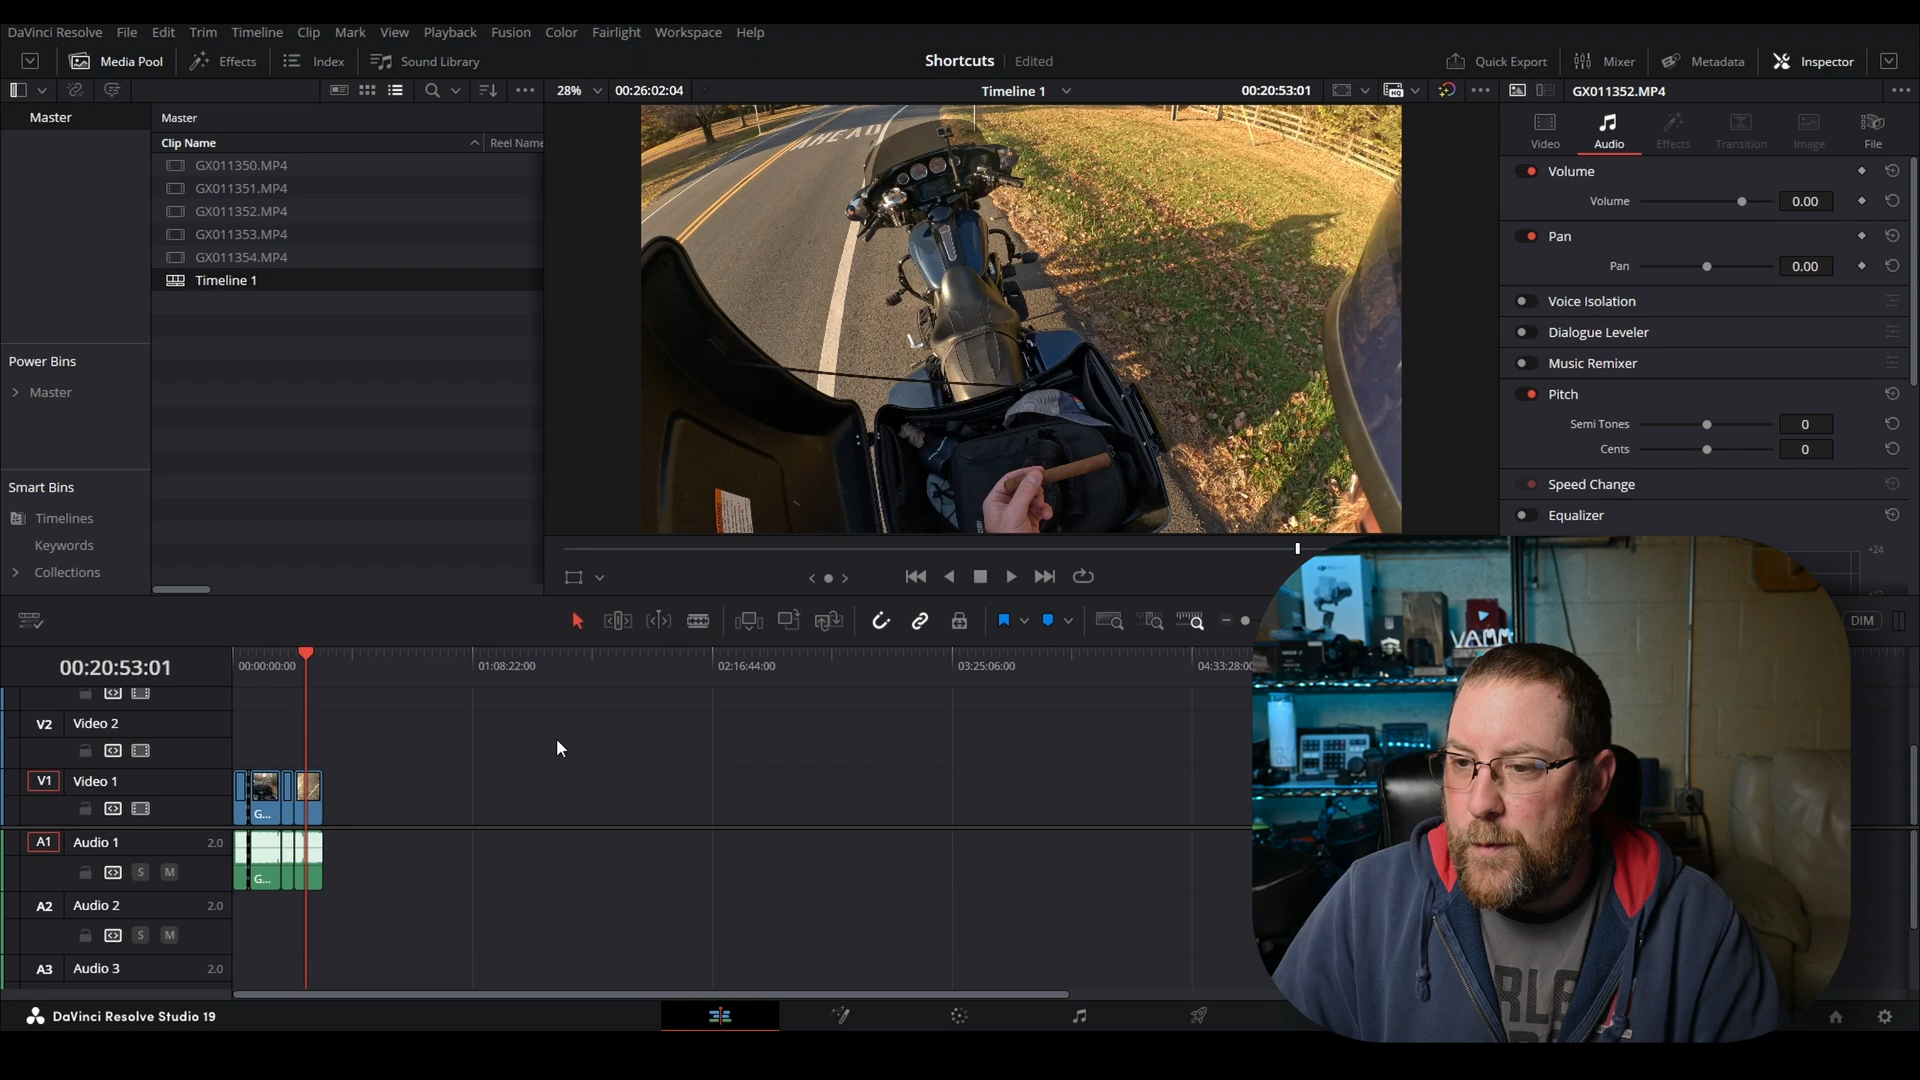 DaVinci Resolve File Edit Trim Timeline Clip Mark View Playback Fusion Color Fairlight Workspace Help
Media Pool Effects Index Sound Library Shortcuts Edited Quick Export Mixer Metadata Inspector
28% 00:26:02:04 Timeline 1 00:20:53:01 GX011352.MP4
Master
Master
Clip Name Reel Name
GX011350.MP4
GX011351.MP4
GX011352.MP4
GX011353.MP4
GX011354.MP4
Timeline 1
Power Bins
Master
Smart Bins
Timelines
Keywords
Collections
AHEAD
Video Audio Effects Transition Image File
Volume
Volume 0.00
Pan
Pan 0.00
Voice Isolation
Dialogue Leveler
Music Remixer
Pitch
Semi Tones 0
Cents 0
Speed Change
Equalizer
+24
DIM
00:20:53:01
00:00:00:00 01:08:22:00 02:16:44:00 03:25:06:00 04:33:28:00
V2 Video 2
V1 Video 1
G...
A1 Audio 1 2.0
S M
G...
A2 Audio 2 2.0
S M
A3 Audio 3 2.0
VAMM
DaVinci Resolve Studio 19